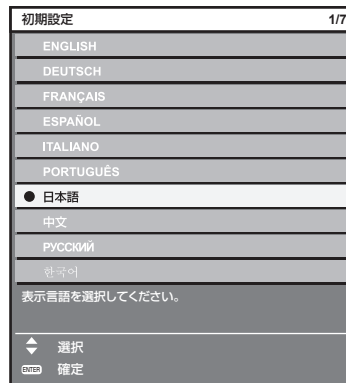 初期設定 1/7
ENGLISH
DEUTSCH
FRANÇAIS
ESPAÑOL
ITALIANO
PORTUGUÊS
日本語
中文
РУССКИЙ
한국어
表示言語を選択してください。
選択
ENTER 確定